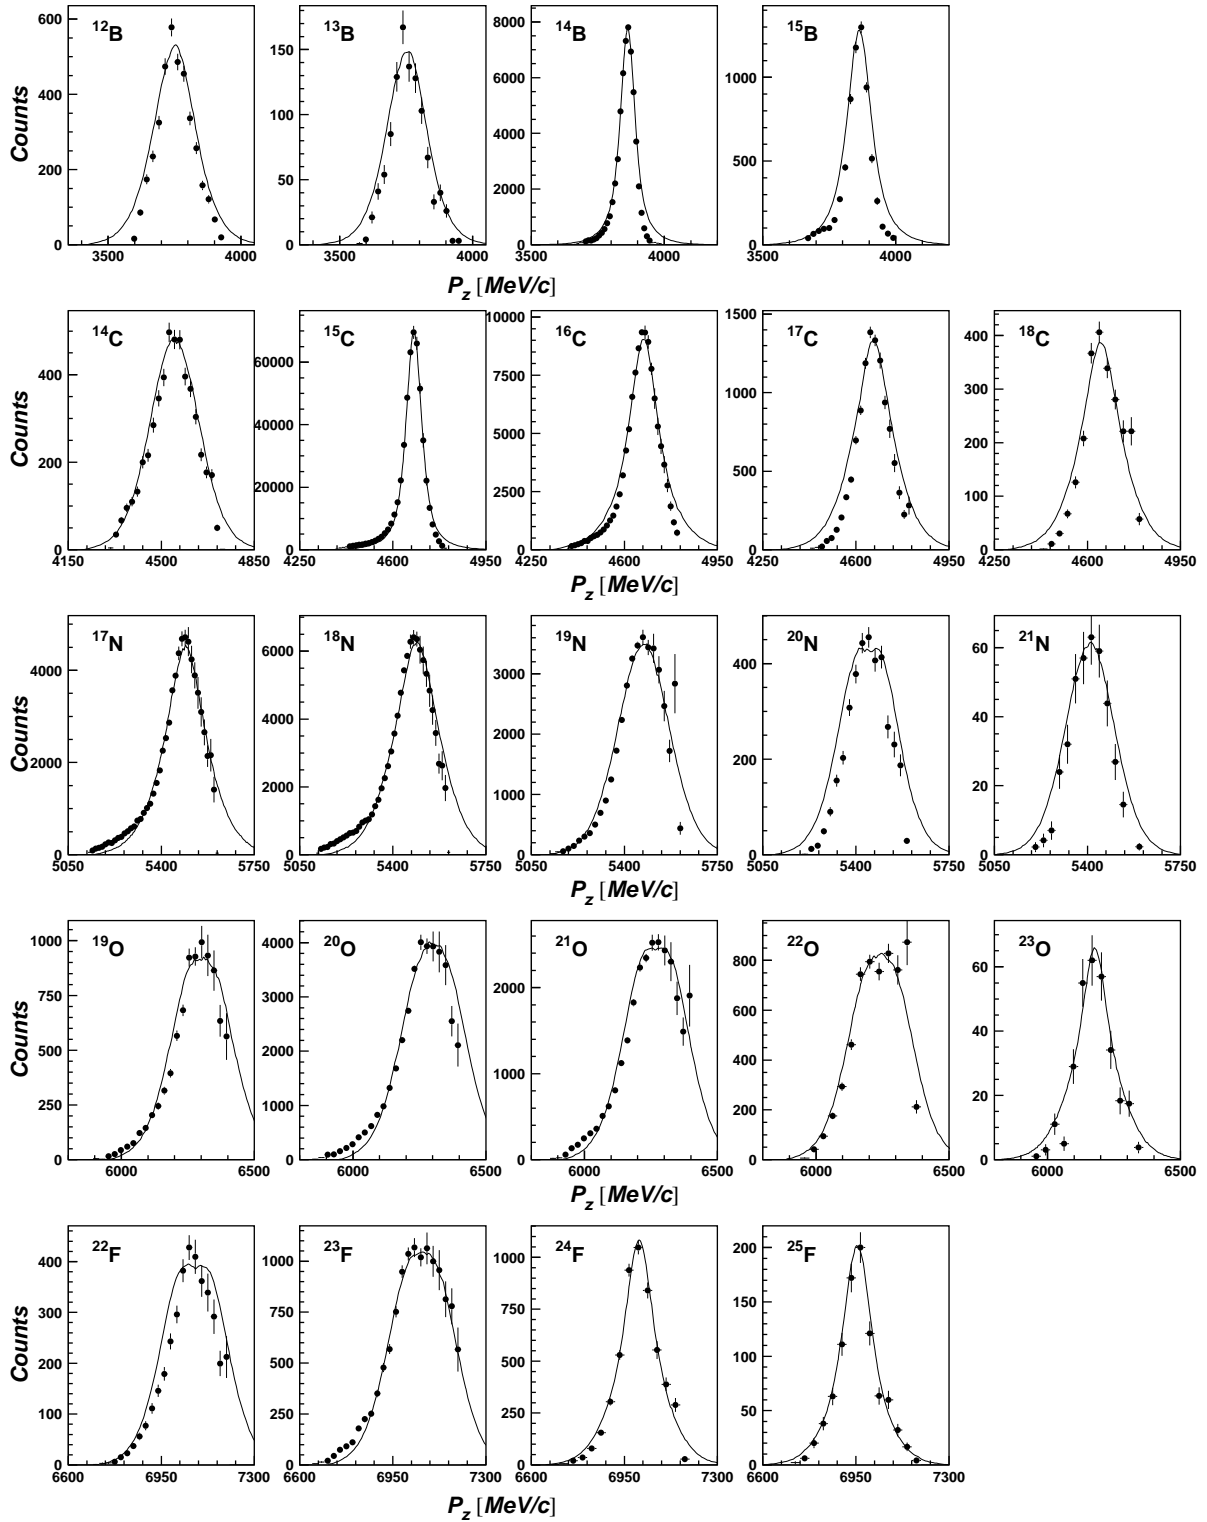 ¹²B ¹³B ¹⁴B ¹⁵B
Counts
600 400 200 0
150 100 50 0
8000 6000 4000 2000 0
1000 500 0
3500 4000 3500 4000 3500 4000 3500 4000
P_z [MeV/c]
¹⁴C ¹⁵C ¹⁶C ¹⁷C ¹⁸C
Counts
400 200 0
60000 40000 20000 0
10000 7500 5000 2500 0
1500 1000 500 0
400 300 200 100 0
4150 4500 4850 4250 4600 4950 4250 4600 4950 4250 4600 4950 4250 4600 4950
P_z [MeV/c]
¹⁷N ¹⁸N ¹⁹N ²⁰N ²¹N
Counts
4000 2000 0
6000 4000 2000 0
3000 2000 1000 0
400 200 0
60 40 20 0
5050 5400 5750 5050 5400 5750 5050 5400 5750 5050 5400 5750 5050 5400 5750
P_z [MeV/c]
¹⁹O ²⁰O ²¹O ²²O ²³O
Counts
1000 750 500 250 0
4000 3000 2000 1000 0
2000 1000 0
800 600 400 200 0
60 40 20 0
6000 6500 6000 6500 6000 6500 6000 6500 6000 6500
P_z [MeV/c]
²²F ²³F ²⁴F ²⁵F
Counts
400 300 200 100 0
1000 750 500 250 0
1000 750 500 250 0
200 150 100 50 0
6600 6950 7300 6600 6950 7300 6600 6950 7300 6600 6950 7300
P_z [MeV/c]